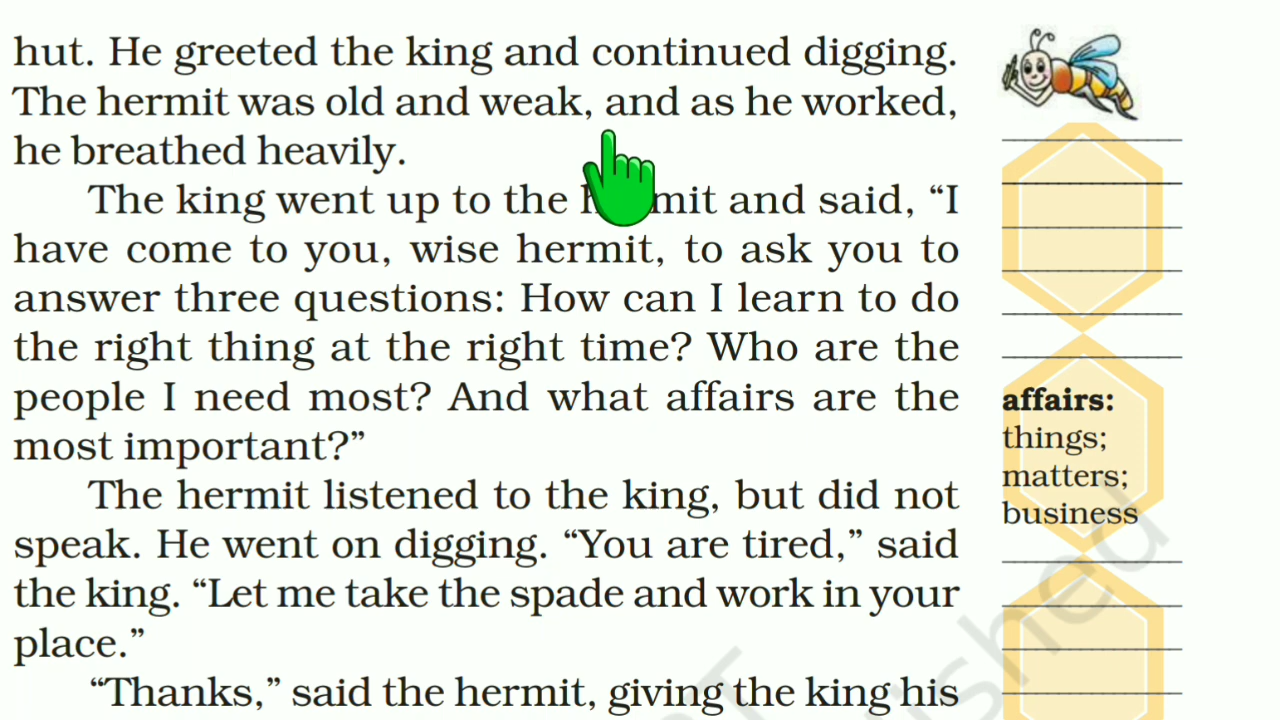 hut. He greeted the king and continued digging.
The hermit was old and weak, and as he worked,
he breathed heavily.
The king went up to the hermit and said, “I
have come to you, wise hermit, to ask you to
answer three questions: How can I learn to do
the right thing at the right time? Who are the
people I need most? And what affairs are the
most important?”
The hermit listened to the king, but did not
speak. He went on digging. “You are tired,” said
the king. “Let me take the spade and work in your
place.”
“Thanks,” said the hermit, giving the king his
affairs:
things;
matters;
business